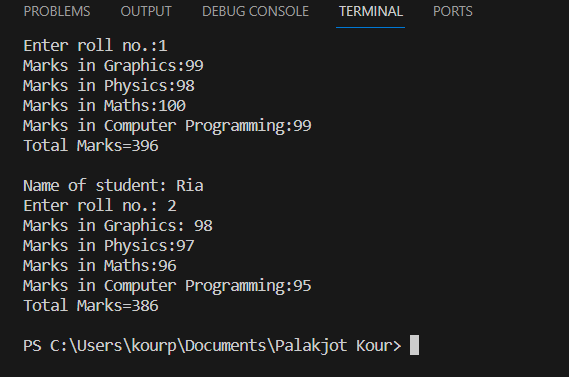 PROBLEMS OUTPUT DEBUG CONSOLE TERMINAL PORTS
Enter roll no.:1
Marks in Graphics:99
Marks in Physics:98
Marks in Maths:100
Marks in Computer Programming:99
Total Marks=396
Name of student: Ria
Enter roll no.: 2
Marks in Graphics: 98
Marks in Physics:97
Marks in Maths:96
Marks in Computer Programming:95
Total Marks=386
PS C:\Users\kourp\Documents\Palakjot Kour>